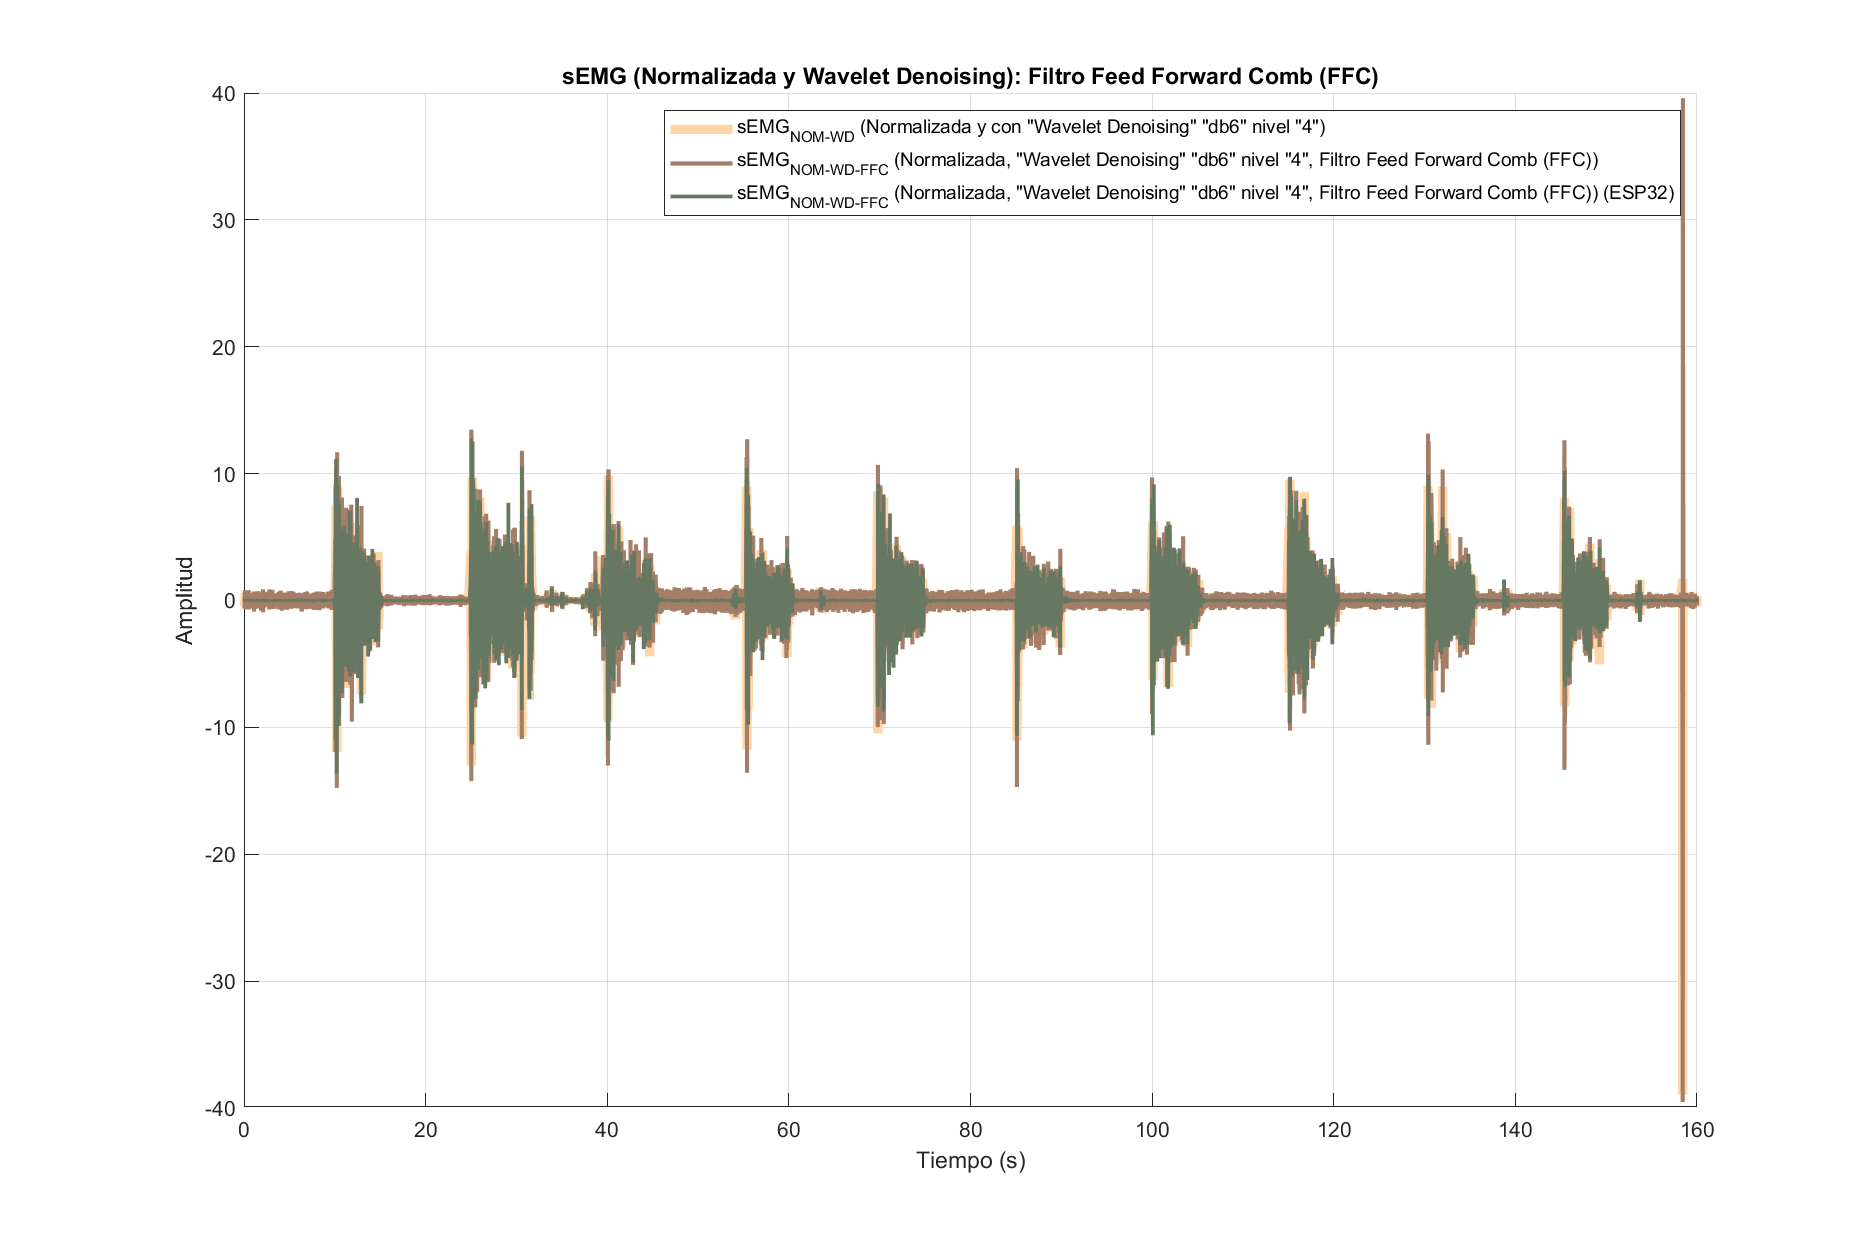 sEMG (Normalizada y Wavelet Denoising): Filtro Feed Forward Comb (FFC)
sEMG_NOM-WD (Normalizada y con "Wavelet Denoising" "db6" nivel "4")
sEMG_NOM-WD-FFC (Normalizada, "Wavelet Denoising" "db6" nivel "4", Filtro Feed Forward Comb (FFC))
sEMG_NOM-WD-FFC (Normalizada, "Wavelet Denoising" "db6" nivel "4", Filtro Feed Forward Comb (FFC)) (ESP32)
Amplitud
40
30
20
10
0
-10
-20
-30
-40
0 20 40 60 80 100 120 140 160
Tiempo (s)